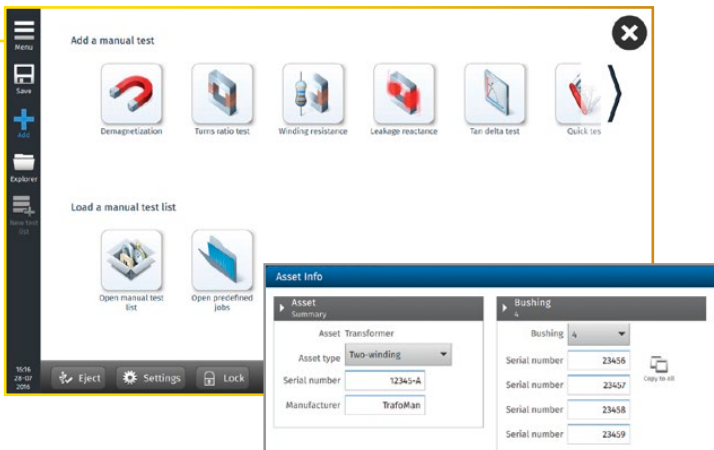 Menu
Save
Add
Explorer
New test
list
16:16
28-07
2016
Add a manual test
Demagnetization
Turns ratio test
Winding resistance
Leakage reactance
Tan delta test
Quick tes
Load a manual test list
Open manual test
list
Open predefined
jobs
Eject
Settings
Lock
Asset Info
Asset
Summary
Asset Transformer
Asset type Two-winding
Serial number 12345-A
Manufacturer TrafoMan
Bushing
4
Bushing 4
Serial number 23456
Serial number 23457
Serial number 23458
Serial number 23459
Copy to all